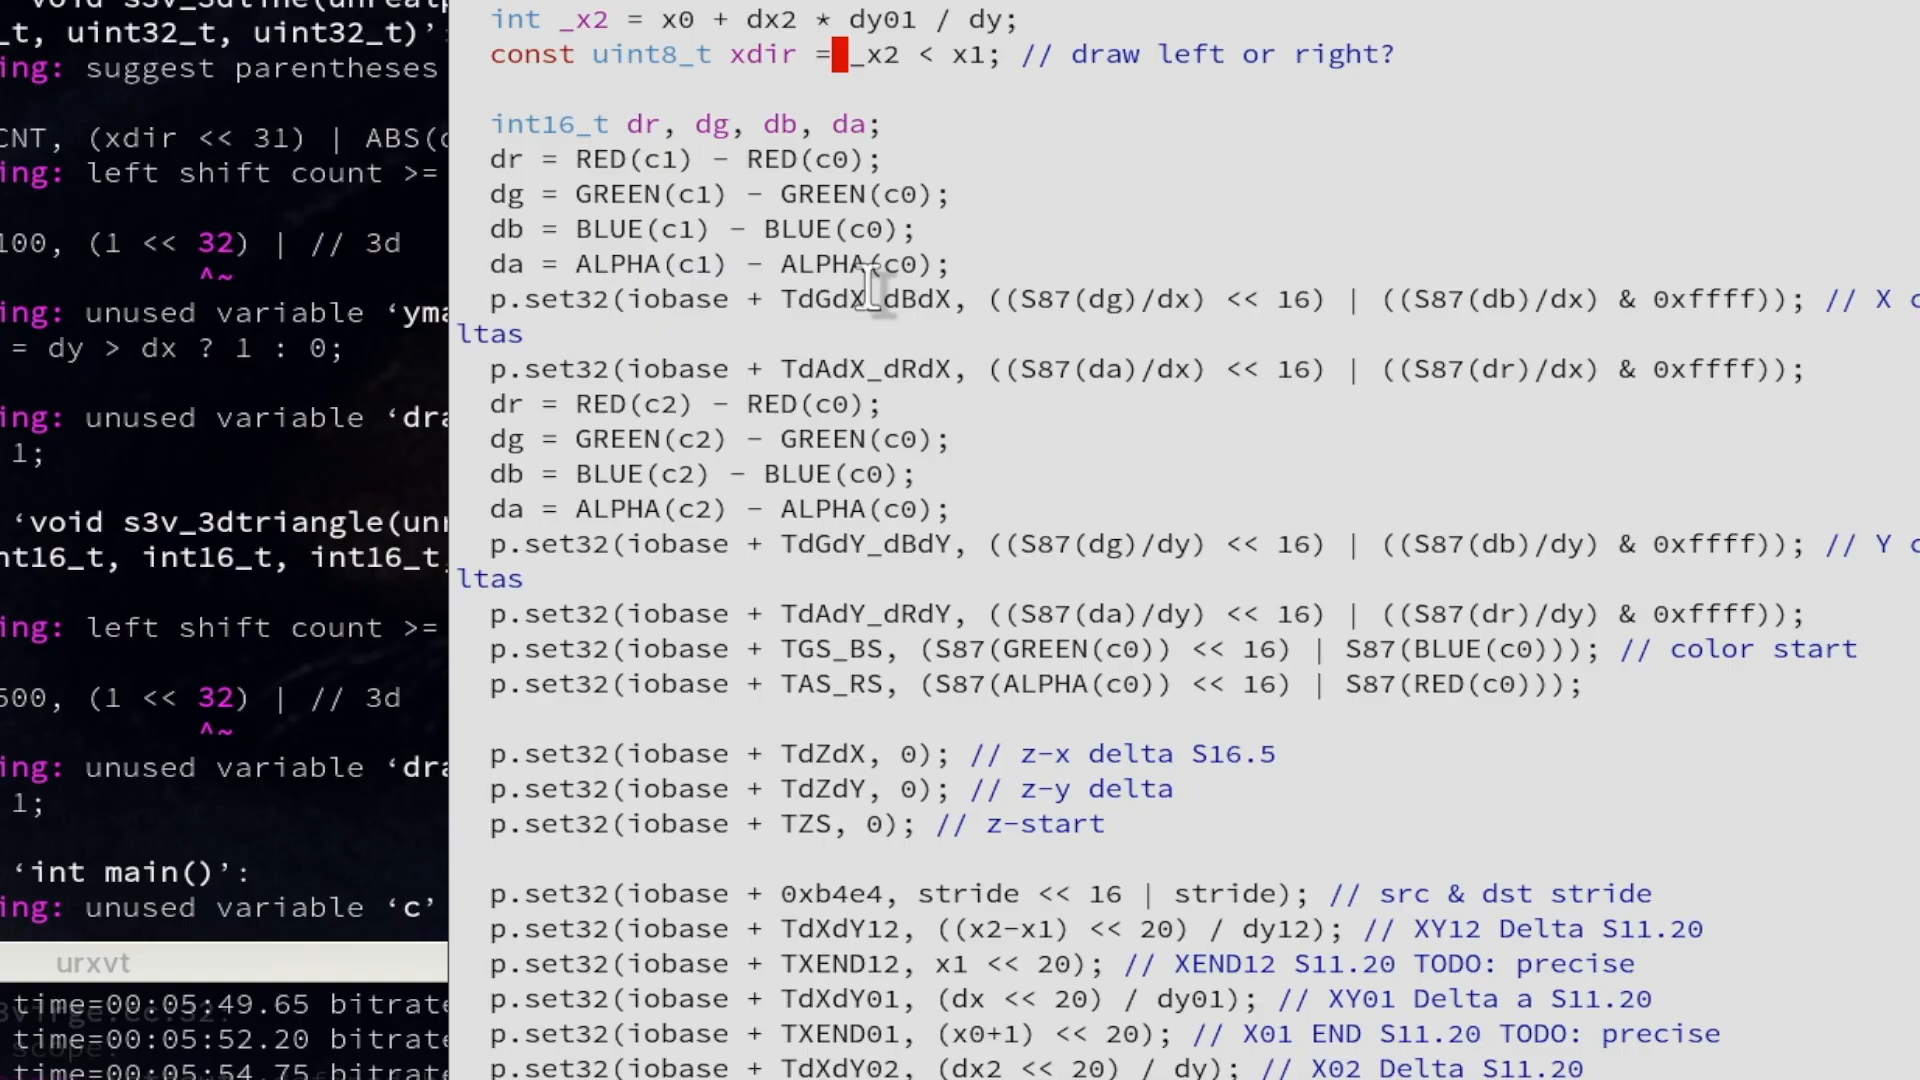 void s3v_3dline(unrealp
_t, uint32_t, uint32_t)’
ing: suggest parentheses
CNT, (xdir << 31) | ABS(
ing: left shift count >=
100, (1 << 32) | // 3d
^~
ing: unused variable ‘yma
= dy > dx ? 1 : 0;
ing: unused variable ‘dra
1;
‘void s3v_3dtriangle(unr
nt16_t, int16_t, int16_t
ing: left shift count >=
500, (1 << 32) | // 3d
^~
ing: unused variable ‘dra
1;
‘int main()’:
ing: unused variable ‘c’
urxvt
time=00:05:49.65 bitrate
time=00:05:52.20 bitrate
time=00:05:54.75 bitrate
int _x2 = x0 + dx2 * dy01 / dy;
const uint8_t xdir = _x2 < x1; // draw left or right?
int16_t dr, dg, db, da;
dr = RED(c1) - RED(c0);
dg = GREEN(c1) - GREEN(c0);
db = BLUE(c1) - BLUE(c0);
da = ALPHA(c1) - ALPHA(c0);
p.set32(iobase + TdGdX_dBdX, ((S87(dg)/dx) << 16) | ((S87(db)/dx) & 0xffff)); // X
ltas
p.set32(iobase + TdAdX_dRdX, ((S87(da)/dx) << 16) | ((S87(dr)/dx) & 0xffff));
dr = RED(c2) - RED(c0);
dg = GREEN(c2) - GREEN(c0);
db = BLUE(c2) - BLUE(c0);
da = ALPHA(c2) - ALPHA(c0);
p.set32(iobase + TdGdY_dBdY, ((S87(dg)/dy) << 16) | ((S87(db)/dy) & 0xffff)); // Y
ltas
p.set32(iobase + TdAdY_dRdY, ((S87(da)/dy) << 16) | ((S87(dr)/dy) & 0xffff));
p.set32(iobase + TGS_BS, (S87(GREEN(c0)) << 16) | S87(BLUE(c0))); // color start
p.set32(iobase + TAS_RS, (S87(ALPHA(c0)) << 16) | S87(RED(c0)));
p.set32(iobase + TdZdX, 0); // z-x delta S16.5
p.set32(iobase + TdZdY, 0); // z-y delta
p.set32(iobase + TZS, 0); // z-start
p.set32(iobase + 0xb4e4, stride << 16 | stride); // src & dst stride
p.set32(iobase + TdXdY12, ((x2-x1) << 20) / dy12); // XY12 Delta S11.20
p.set32(iobase + TXEND12, x1 << 20); // XEND12 S11.20 TODO: precise
p.set32(iobase + TdXdY01, (dx << 20) / dy01); // XY01 Delta a S11.20
p.set32(iobase + TXEND01, (x0+1) << 20); // X01 END S11.20 TODO: precise
p.set32(iobase + TdXdY02, (dx2 << 20) / dy); // X02 Delta S11.20